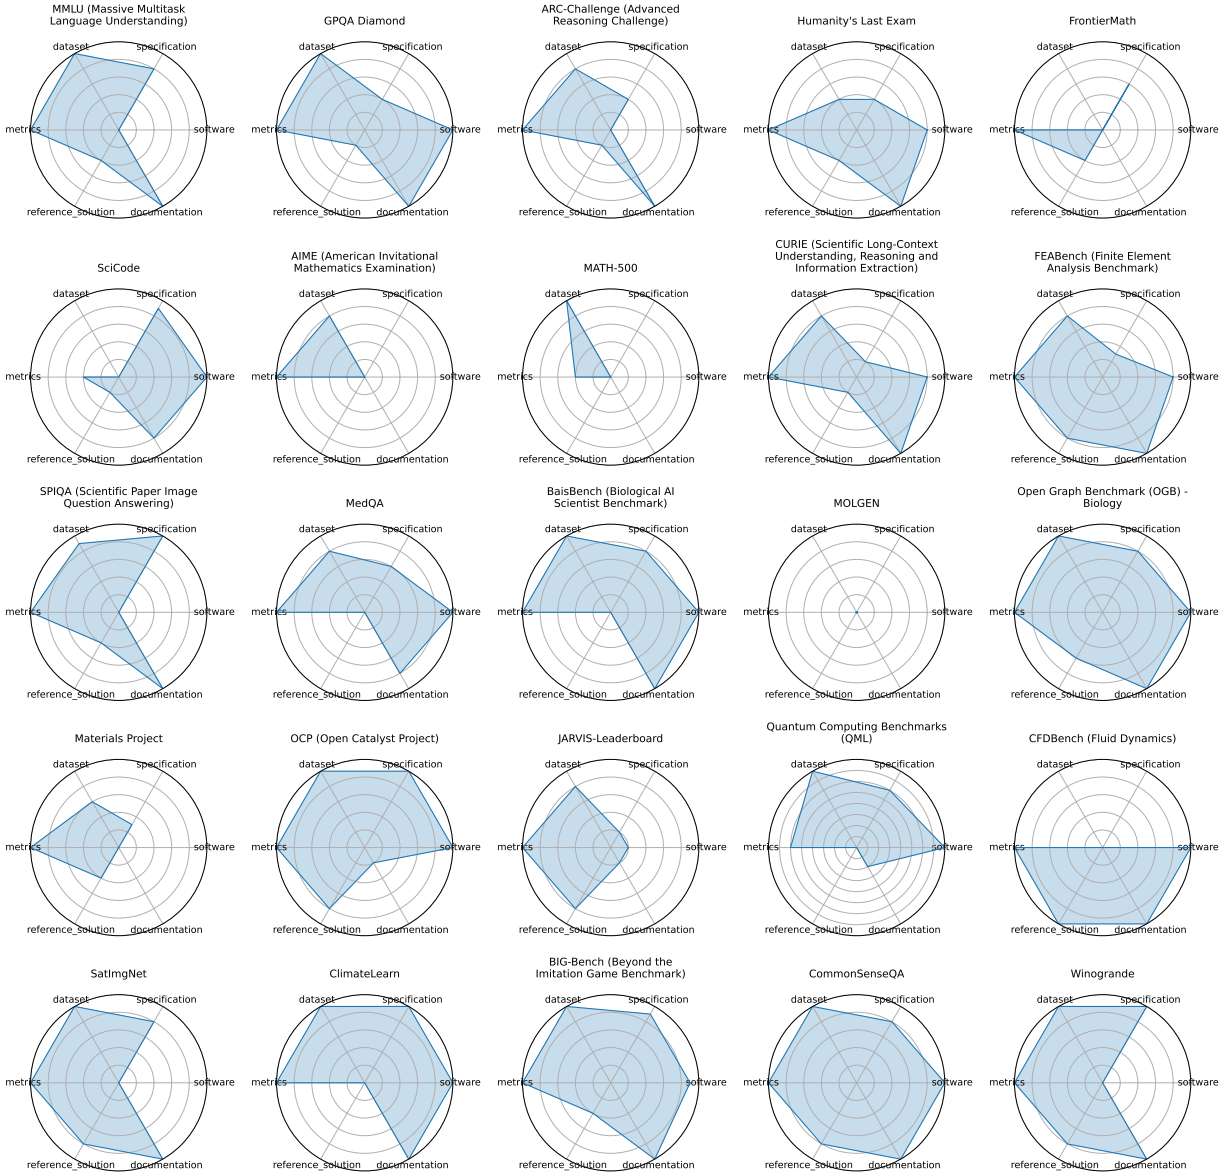 MMLU (Massive Multitask
Language Understanding)
dataset
specification
metrics
software
reference_solution
documentation
GPQA Diamond
dataset
specification
metrics
software
reference_solution
documentation
ARC-Challenge (Advanced
Reasoning Challenge)
dataset
specification
metrics
software
reference_solution
documentation
Humanity's Last Exam
dataset
specification
metrics
software
reference_solution
documentation
FrontierMath
dataset
specification
metrics
software
reference_solution
documentation
SciCode
dataset
specification
metrics
software
reference_solution
documentation
AIME (American Invitational
Mathematics Examination)
dataset
specification
metrics
software
reference_solution
documentation
MATH-500
dataset
specification
metrics
software
reference_solution
documentation
CURIE (Scientific Long-Context
Understanding, Reasoning and
Information Extraction)
dataset
specification
metrics
software
reference_solution
documentation
FEABench (Finite Element
Analysis Benchmark)
dataset
specification
metrics
software
reference_solution
documentation
SPIQA (Scientific Paper Image
Question Answering)
dataset
specification
metrics
software
reference_solution
documentation
MedQA
dataset
specification
metrics
software
reference_solution
documentation
BaisBench (Biological AI
Scientist Benchmark)
dataset
specification
metrics
software
reference_solution
documentation
MOLGEN
dataset
specification
metrics
software
reference_solution
documentation
Open Graph Benchmark (OGB) -
Biology
dataset
specification
metrics
software
reference_solution
documentation
Materials Project
dataset
specification
metrics
software
reference_solution
documentation
OCP (Open Catalyst Project)
dataset
specification
metrics
software
reference_solution
documentation
JARVIS-Leaderboard
dataset
specification
metrics
software
reference_solution
documentation
Quantum Computing Benchmarks
(QML)
dataset
specification
metrics
software
reference_solution
documentation
CFDBench (Fluid Dynamics)
dataset
specification
metrics
software
reference_solution
documentation
SatImgNet
dataset
specification
metrics
software
reference_solution
documentation
ClimateLearn
dataset
specification
metrics
software
reference_solution
documentation
BIG-Bench (Beyond the
Imitation Game Benchmark)
dataset
specification
metrics
software
reference_solution
documentation
CommonSenseQA
dataset
specification
metrics
software
reference_solution
documentation
Winogrande
dataset
specification
metrics
software
reference_solution
documentation